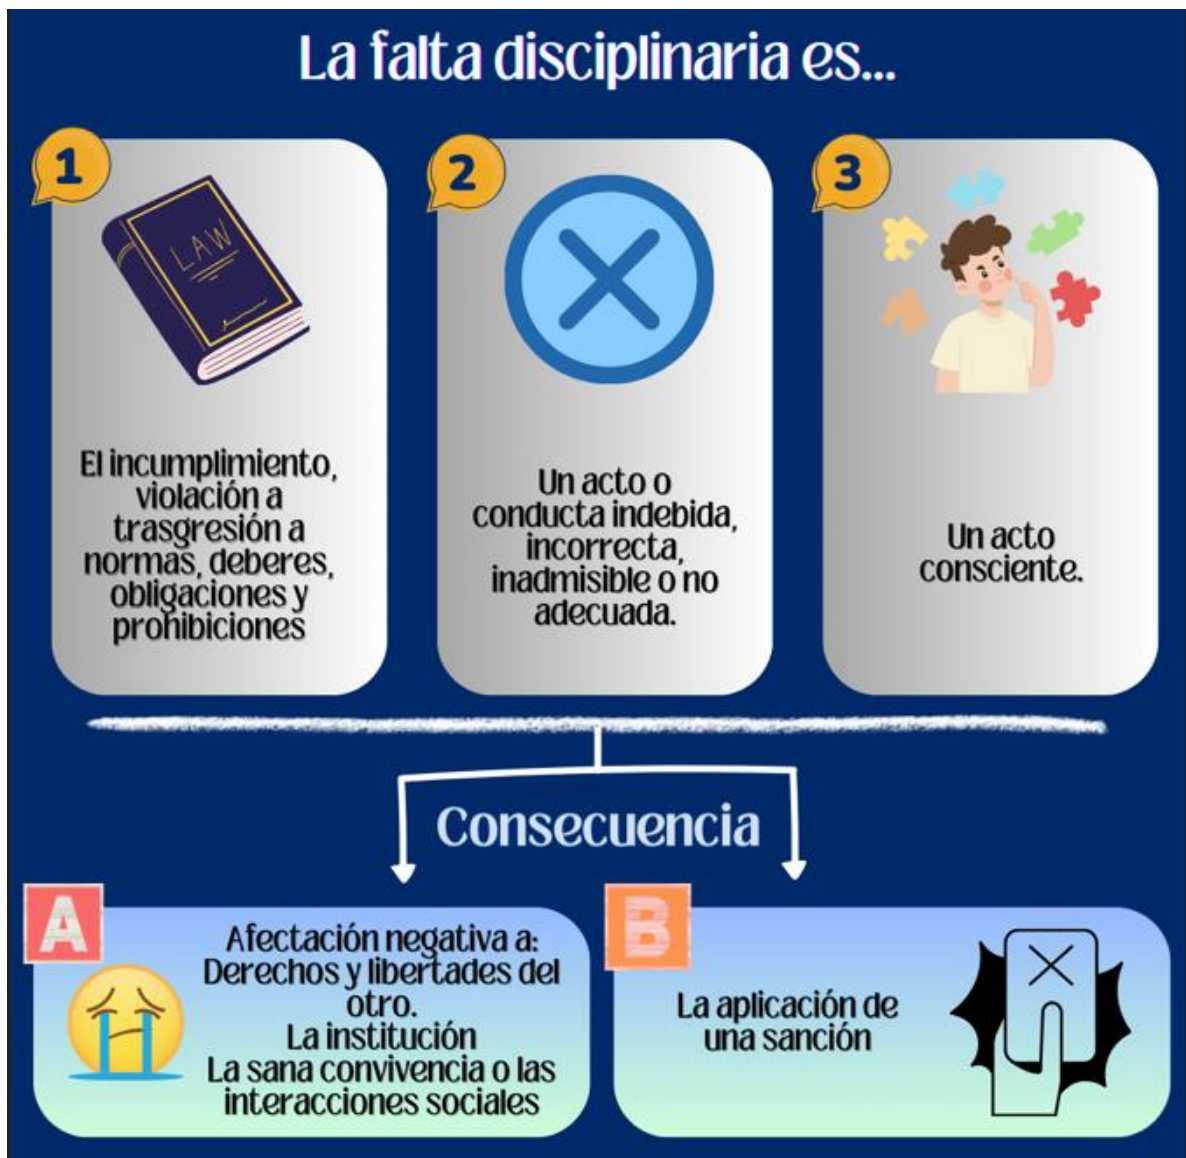 La falta disciplinaria es...
1
LAW
El incumplimiento,
violación a
trasgresión a
normas, deberes,
obligaciones y
prohibiciones
2
Un acto o
conducta indebida,
incorrecta,
inadmisible o no
adecuada.
3
Un acto
consciente.
Consecuencia
A
Afectación negativa a:
Derechos y libertades del
otro.
La institución
La sana convivencia o las
interacciones sociales
B
La aplicación de
una sanción